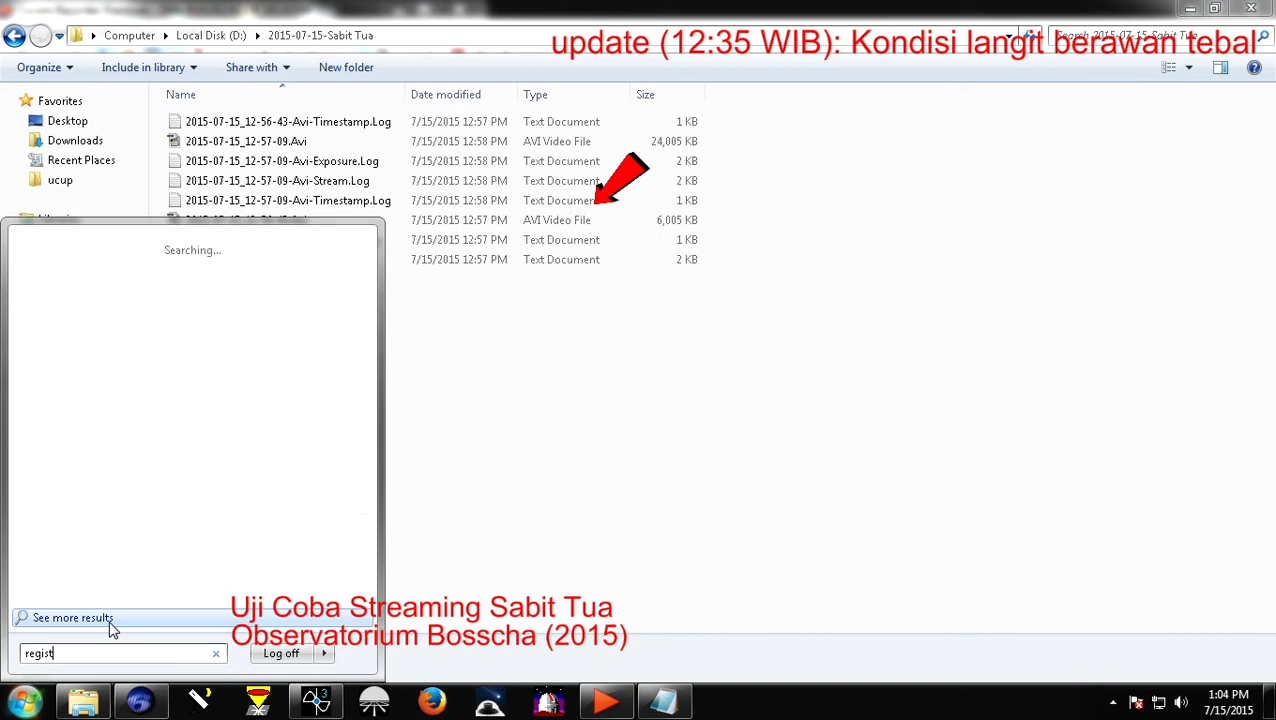 Computer ▸ Local Disk (D:) ▸ 2015-07-15-Sabit Tua
update (12:35 WIB): Kondisi langit berawan tebal
Organize Include in library Share with New folder
Name Date modified Type Size
Favorites
Desktop
Downloads
Recent Places
ucup
2015-07-15_12-56-43-Avi-Timestamp.Log 7/15/2015 12:57 PM Text Document 1 KB
2015-07-15_12-57-09.Avi 7/15/2015 12:58 PM AVI Video File 24,005 KB
2015-07-15_12-57-09-Avi-Exposure.Log 7/15/2015 12:58 PM Text Document 2 KB
2015-07-15_12-57-09-Avi-Stream.Log 7/15/2015 12:58 PM Text Document 2 KB
2015-07-15_12-57-09-Avi-Timestamp.Log 7/15/2015 12:58 PM Text Document 1 KB
7/15/2015 12:57 PM AVI Video File 6,005 KB
7/15/2015 12:57 PM Text Document 1 KB
7/15/2015 12:57 PM Text Document 2 KB
Searching...
See more results
regist
Log off
Uji Coba Streaming Sabit Tua
Observatorium Bosscha (2015)
1:04 PM
7/15/2015